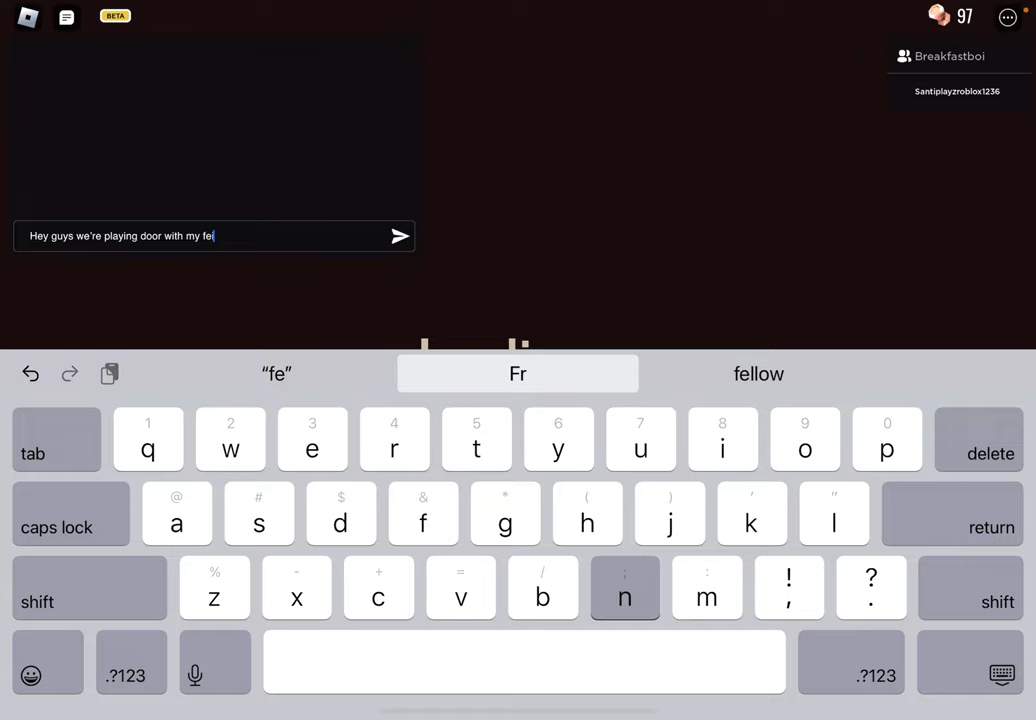 BETA
97
Breakfastboi
Santiplayzroblox1236
Hey guys we're playing door with my fei
"fe" Fr fellow
1 2 3 4 5 6 7 8 9 0
tab q w e r t y u i o p delete
@ # $ & * ( ) ' "
caps lock a s d f g h j k l return
% - + = / ; : ! ?
shift z x c v b n m , . shift
.?123 .?123